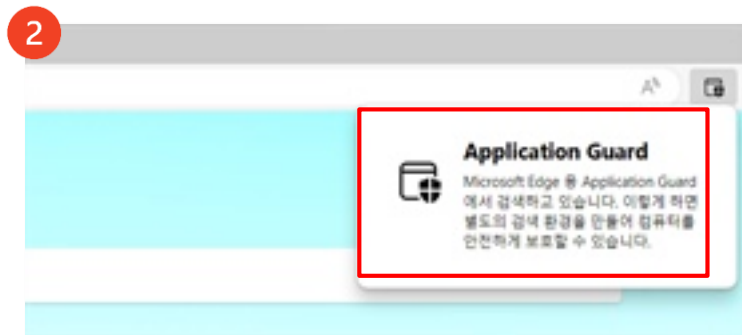 2
A
Application Guard
Microsoft Edge 용 Application Guard
에서 검색하고 있습니다. 이렇게 하면
별도의 검색 환경을 만들어 컴퓨터를
안전하게 보호할 수 있습니다.